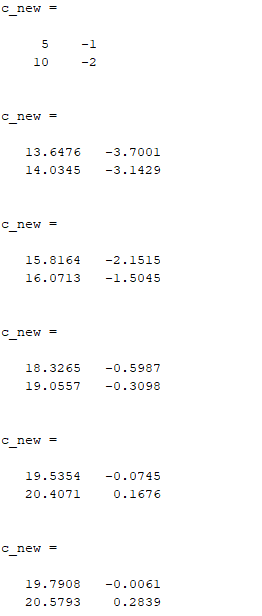 c_new =
5 -1
10 -2
c_new =
13.6476 -3.7001
14.0345 -3.1429
c_new =
15.8164 -2.1515
16.0713 -1.5045
c_new =
18.3265 -0.5987
19.0557 -0.3098
c_new =
19.5354 -0.0745
20.4071 0.1676
c_new =
19.7908 -0.0061
20.5793 0.2839